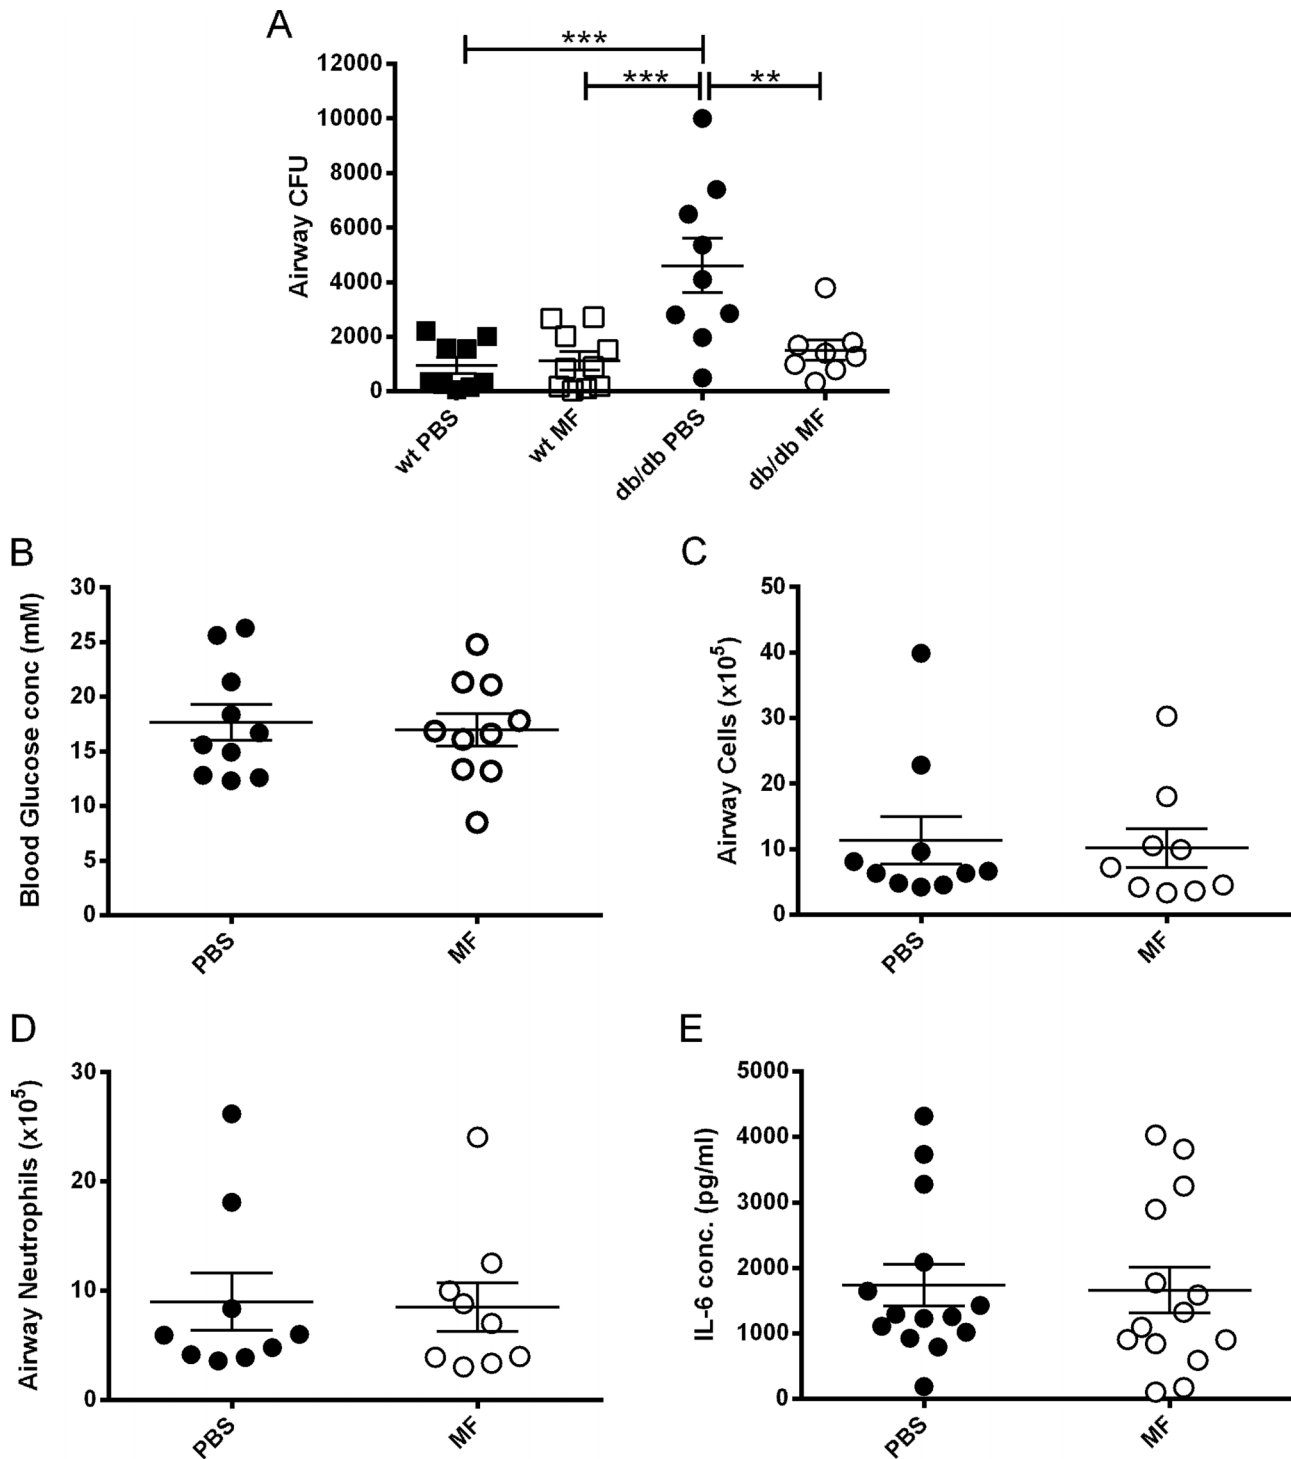 A
*** 
*** **
Airway CFU
12000
10000
8000
6000
4000
2000
0
wt PBS
wt MF
db/db PBS
db/db MF
B
Blood Glucose conc (mM)
30
25
20
15
10
5
0
PBS
MF
C
Airway Cells (x10⁵)
50
40
30
20
10
0
PBS
MF
D
Airway Neutrophils (x10⁵)
30
20
10
0
PBS
MF
E
IL-6 conc. (pg/ml)
5000
4000
3000
2000
1000
0
PBS
MF